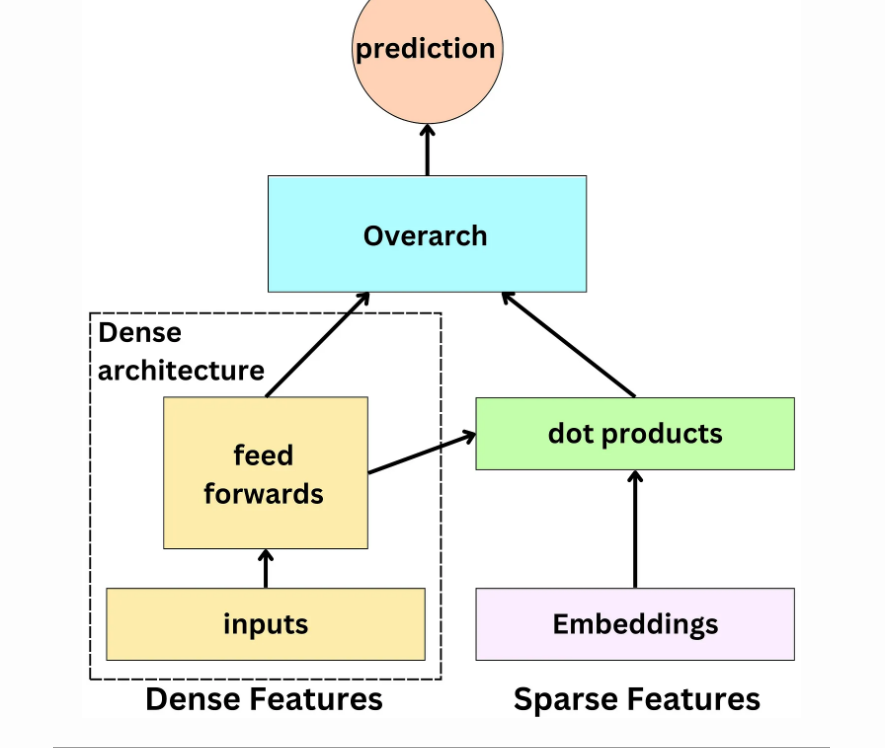 prediction
Overarch
Dense
architecture
feed
forwards
dot products
inputs
Embeddings
Dense Features
Sparse Features